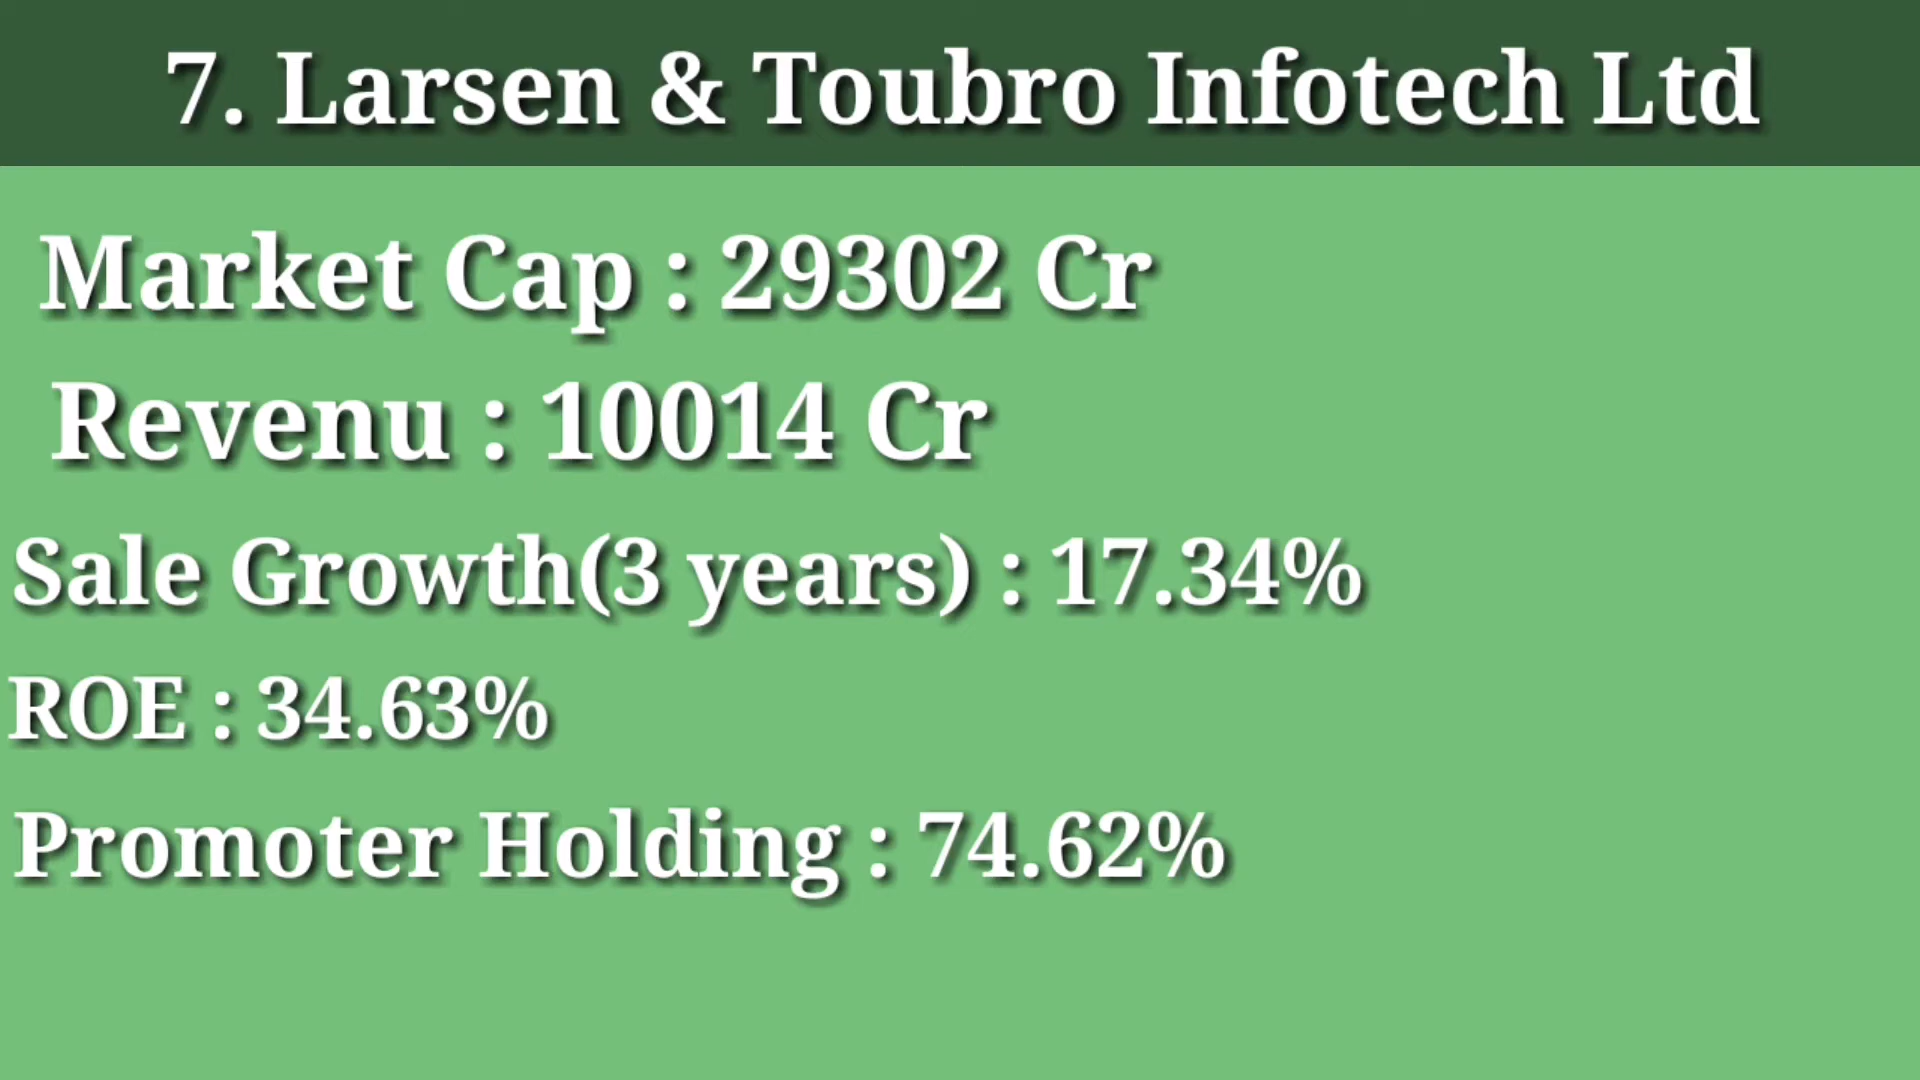 7. Larsen & Toubro Infotech Ltd
Market Cap : 29302 Cr
Revenu : 10014 Cr
Sale Growth(3 years) : 17.34%
ROE : 34.63%
Promoter Holding : 74.62%